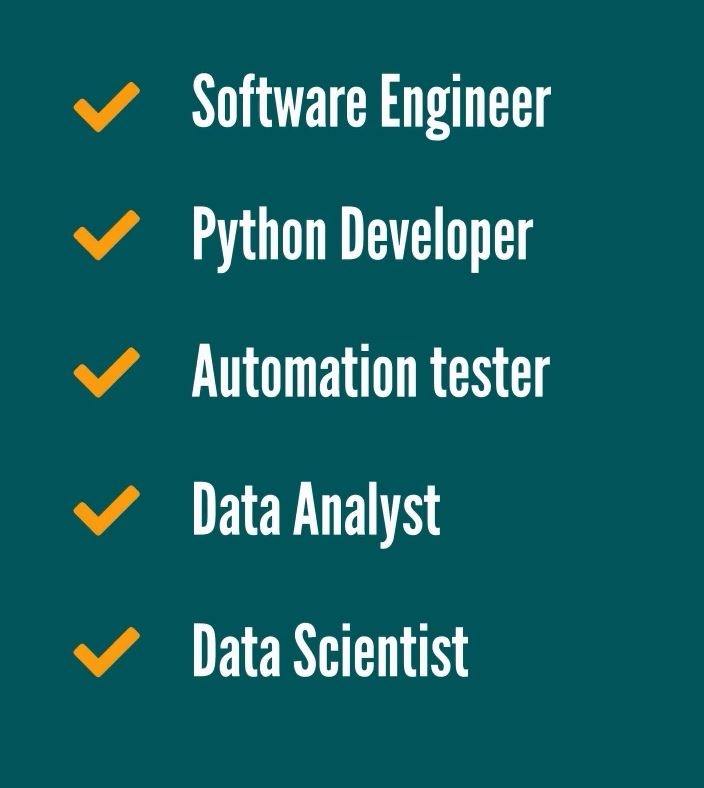 Software Engineer
Python Developer
Automation tester
Data Analyst
Data Scientist